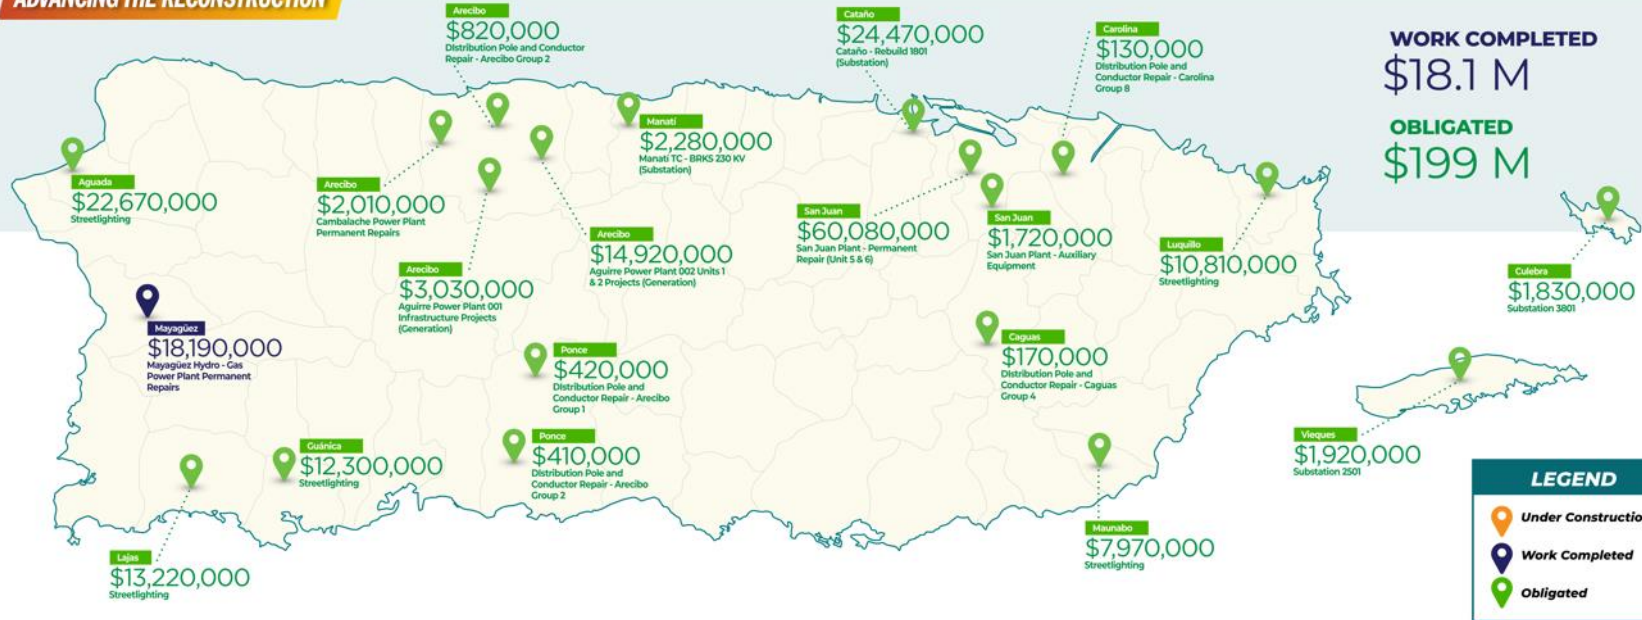 ADVANCING THE RECONSTRUCTION
Arecibo
$820,000
Distribution Pole and Conductor
Repair - Arecibo Group 2
Cataño
$24,470,000
Cataño - Rebuild 1801
(Substation)
Carolina
$130,000
Distribution Pole and
Conductor Repair - Carolina
Group 8
WORK COMPLETED
$18.1 M
OBLIGATED
$199 M
Manatí
$2,280,000
Manatí TC - BRKS 230 KV
(Substation)
Aguada
$22,670,000
Streetlighting
Arecibo
$2,010,000
Cambalache Power Plant
Permanent Repairs
Arecibo
$14,920,000
Aguirre Power Plant 002 Units 1
& 2 Projects (Generation)
San Juan
$60,080,000
San Juan Plant - Permanent
Repair (Unit 5 & 6)
San Juan
$1,720,000
San Juan Plant - Auxiliary
Equipment
Luquillo
$10,810,000
Streetlighting
Culebra
$1,830,000
Substation 3801
Arecibo
$3,030,000
Aguirre Power Plant 001
Infrastructure Projects
(Generation)
Mayagüez
$18,190,000
Mayagüez Hydro - Gas
Power Plant Permanent
Repairs
Ponce
$420,000
Distribution Pole and
Conductor Repair - Arecibo
Group 1
Caguas
$170,000
Distribution Pole and
Conductor Repair - Caguas
Group 4
Guánica
$12,300,000
Streetlighting
Ponce
$410,000
Distribution Pole and
Conductor Repair - Arecibo
Group 2
Vieques
$1,920,000
Substation 2501
Maunabo
$7,970,000
Streetlighting
Lajas
$13,220,000
Streetlighting
LEGEND
Under Constructio
Work Completed
Obligated